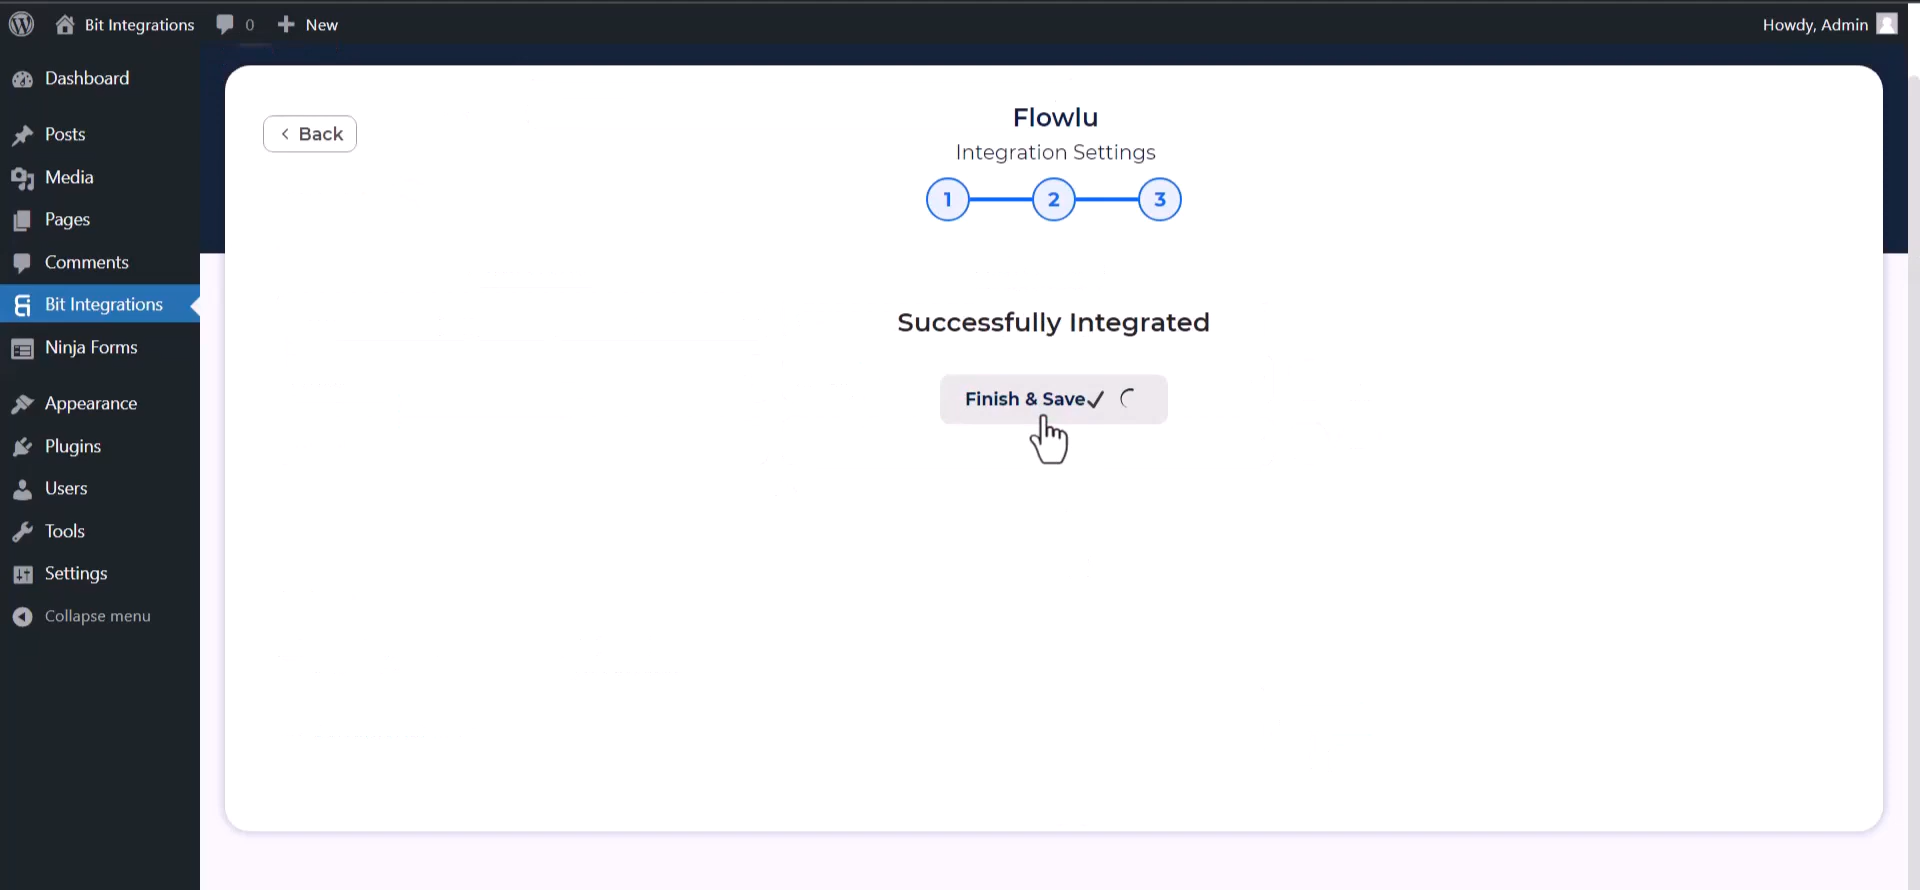 Bit Integrations
0
New
Howdy, Admin
Dashboard
Posts
Media
Pages
Comments
Bit Integrations
Ninja Forms
Appearance
Plugins
Users
Tools
Settings
Collapse menu
Back
Flowlu
Integration Settings
1 2 3
Successfully Integrated
Finish & Save